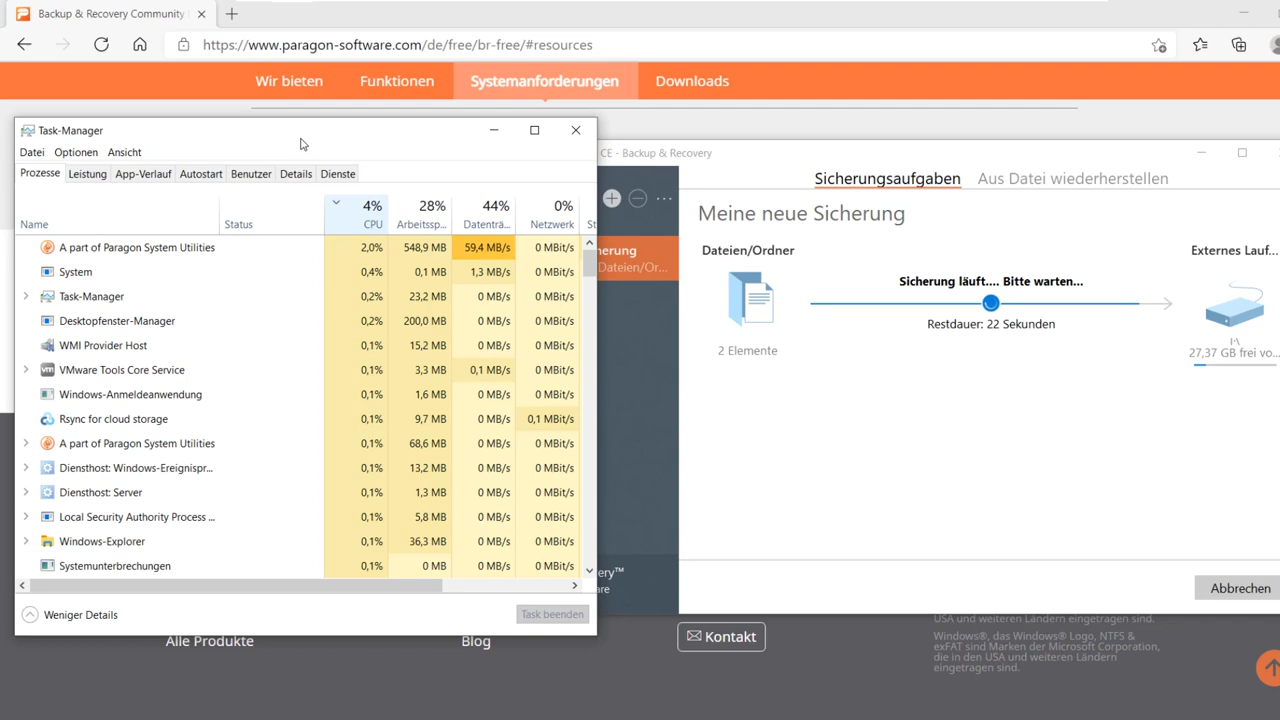 Backup & Recovery Community
https://www.paragon-software.com/de/free/br-free/#resources
Wir bieten
Funktionen
Systemanforderungen
Downloads
Task-Manager
Datei Optionen Ansicht
Prozesse Leistung App-Verlauf Autostart Benutzer Details Dienste
4% 28% 44% 0%
Name Status CPU Arbeitssp... Datenträ... Netzwerk St
A part of Paragon System Utilities 2,0% 548,9 MB 59,4 MB/s 0 MBit/s
System 0,4% 0,1 MB 1,3 MB/s 0 MBit/s
Task-Manager 0,2% 23,2 MB 0 MB/s 0 MBit/s
Desktopfenster-Manager 0,2% 200,0 MB 0 MB/s 0 MBit/s
WMI Provider Host 0,1% 15,2 MB 0 MB/s 0 MBit/s
VMware Tools Core Service 0,1% 3,3 MB 0,1 MB/s 0 MBit/s
Windows-Anmeldeanwendung 0,1% 1,6 MB 0 MB/s 0 MBit/s
Rsync for cloud storage 0,1% 9,7 MB 0 MB/s 0,1 MBit/s
A part of Paragon System Utilities 0,1% 68,6 MB 0 MB/s 0 MBit/s
Diensthost: Windows-Ereignispr... 0,1% 13,2 MB 0 MB/s 0 MBit/s
Diensthost: Server 0,1% 1,3 MB 0 MB/s 0 MBit/s
Local Security Authority Process ... 0,1% 5,8 MB 0 MB/s 0 MBit/s
Windows-Explorer 0,1% 36,3 MB 0 MB/s 0 MBit/s
Systemunterbrechungen 0,1% 0 MB 0 MB/s 0 MBit/s
Weniger Details
Task beenden
CE - Backup & Recovery
herung
Dateien/Or...
ery™
are
Sicherungsaufgaben
Aus Datei wiederherstellen
Meine neue Sicherung
Dateien/Ordner
2 Elemente
Sicherung läuft.... Bitte warten...
Restdauer: 22 Sekunden
Externes Lauf...
I:\
27,37 GB frei vo...
Abbrechen
Alle Produkte
Blog
Kontakt
USA und weiteren Ländern eingetragen sind.
Windows®, das Windows® Logo, NTFS &
exFAT sind Marken der Microsoft Corporation,
die in den USA und weiteren Ländern
eingetragen sind.